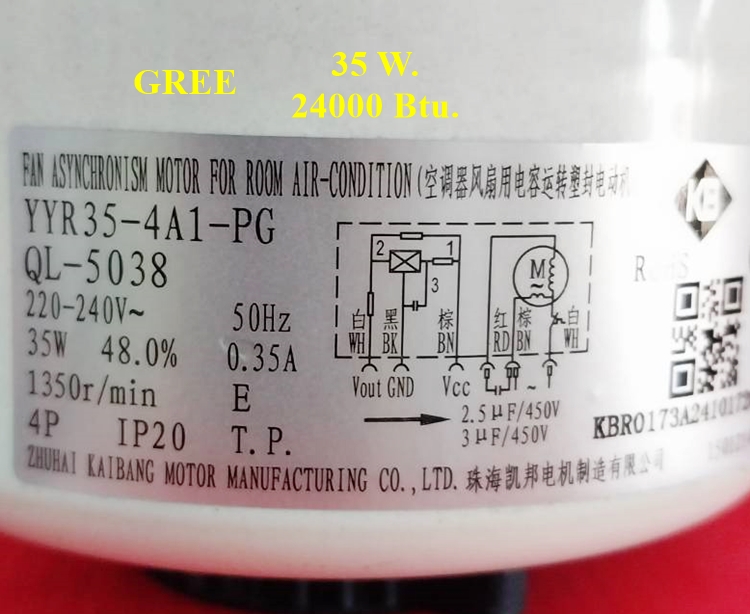 GREE
35 W.
24000 Btu.
FAN ASYNCHRONISM MOTOR FOR ROOM AIR-CONDITION(空调器风扇用电容运转塑封电动机
YYR35-4A1-PG
QL-5038
220-240V~ 50Hz
35W 48.0% 0.35A
1350r/min E
4P IP20 T.P.
2 1
3
M
~
白 黑 棕 红 棕 白
WH BK BN RD BN WH
Vout GND Vcc ~
2.5μF/450V
3μF/450V
KB
RoHS
KBR0173A241017
ZHUHAI KAIBANG MOTOR MANUFACTURING CO.,LTD. 珠海凯邦电机制造有限公司